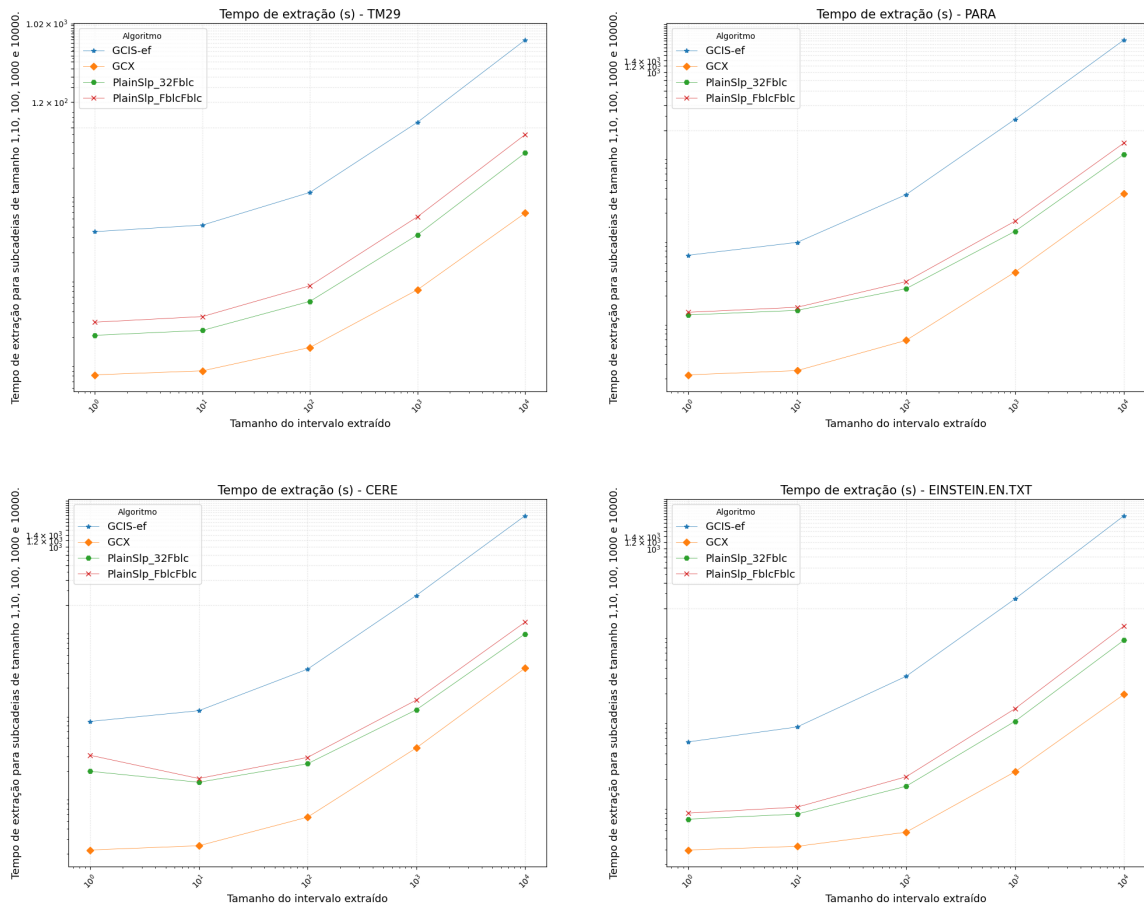 Tempo de extração (s) - TM29
Tempo de extração para subcadeias de tamanho 1,10, 100, 1000 e 10000.
1.02 × 10³
1.2 × 10²
Algoritmo
GCIS-ef
GCX
PlainSlp_32Fblc
PlainSlp_FblcFblc
10⁰
10¹
10²
10³
10⁴
Tamanho do intervalo extraído
Tempo de extração (s) - PARA
Tempo de extração para subcadeias de tamanho 1,10, 100, 1000 e 10000.
1.4 × 10³
1.2 × 10³
10³
Algoritmo
GCIS-ef
GCX
PlainSlp_32Fblc
PlainSlp_FblcFblc
10⁰
10¹
10²
10³
10⁴
Tamanho do intervalo extraído
Tempo de extração (s) - CERE
Tempo de extração para subcadeias de tamanho 1,10, 100, 1000 e 10000.
1.4 × 10³
1.2 × 10³
10³
Algoritmo
GCIS-ef
GCX
PlainSlp_32Fblc
PlainSlp_FblcFblc
10⁰
10¹
10²
10³
10⁴
Tamanho do intervalo extraído
Tempo de extração (s) - EINSTEIN.EN.TXT
Tempo de extração para subcadeias de tamanho 1,10, 100, 1000 e 10000.
1.4 × 10³
1.2 × 10³
10³
Algoritmo
GCIS-ef
GCX
PlainSlp_32Fblc
PlainSlp_FblcFblc
10⁰
10¹
10²
10³
10⁴
Tamanho do intervalo extraído